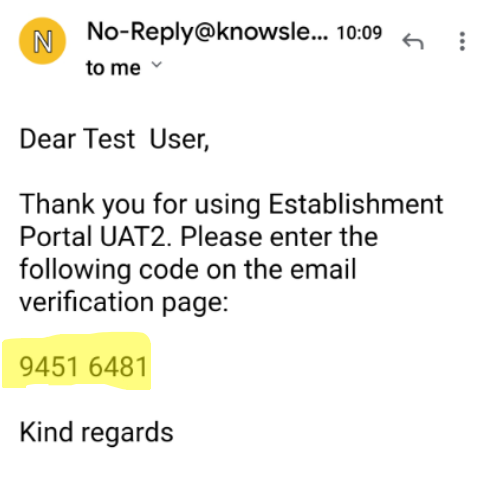 N
No-Reply@knowsle... 10:09
to me
Dear Test User,
Thank you for using Establishment
Portal UAT2. Please enter the
following code on the email
verification page:
9451 6481
Kind regards